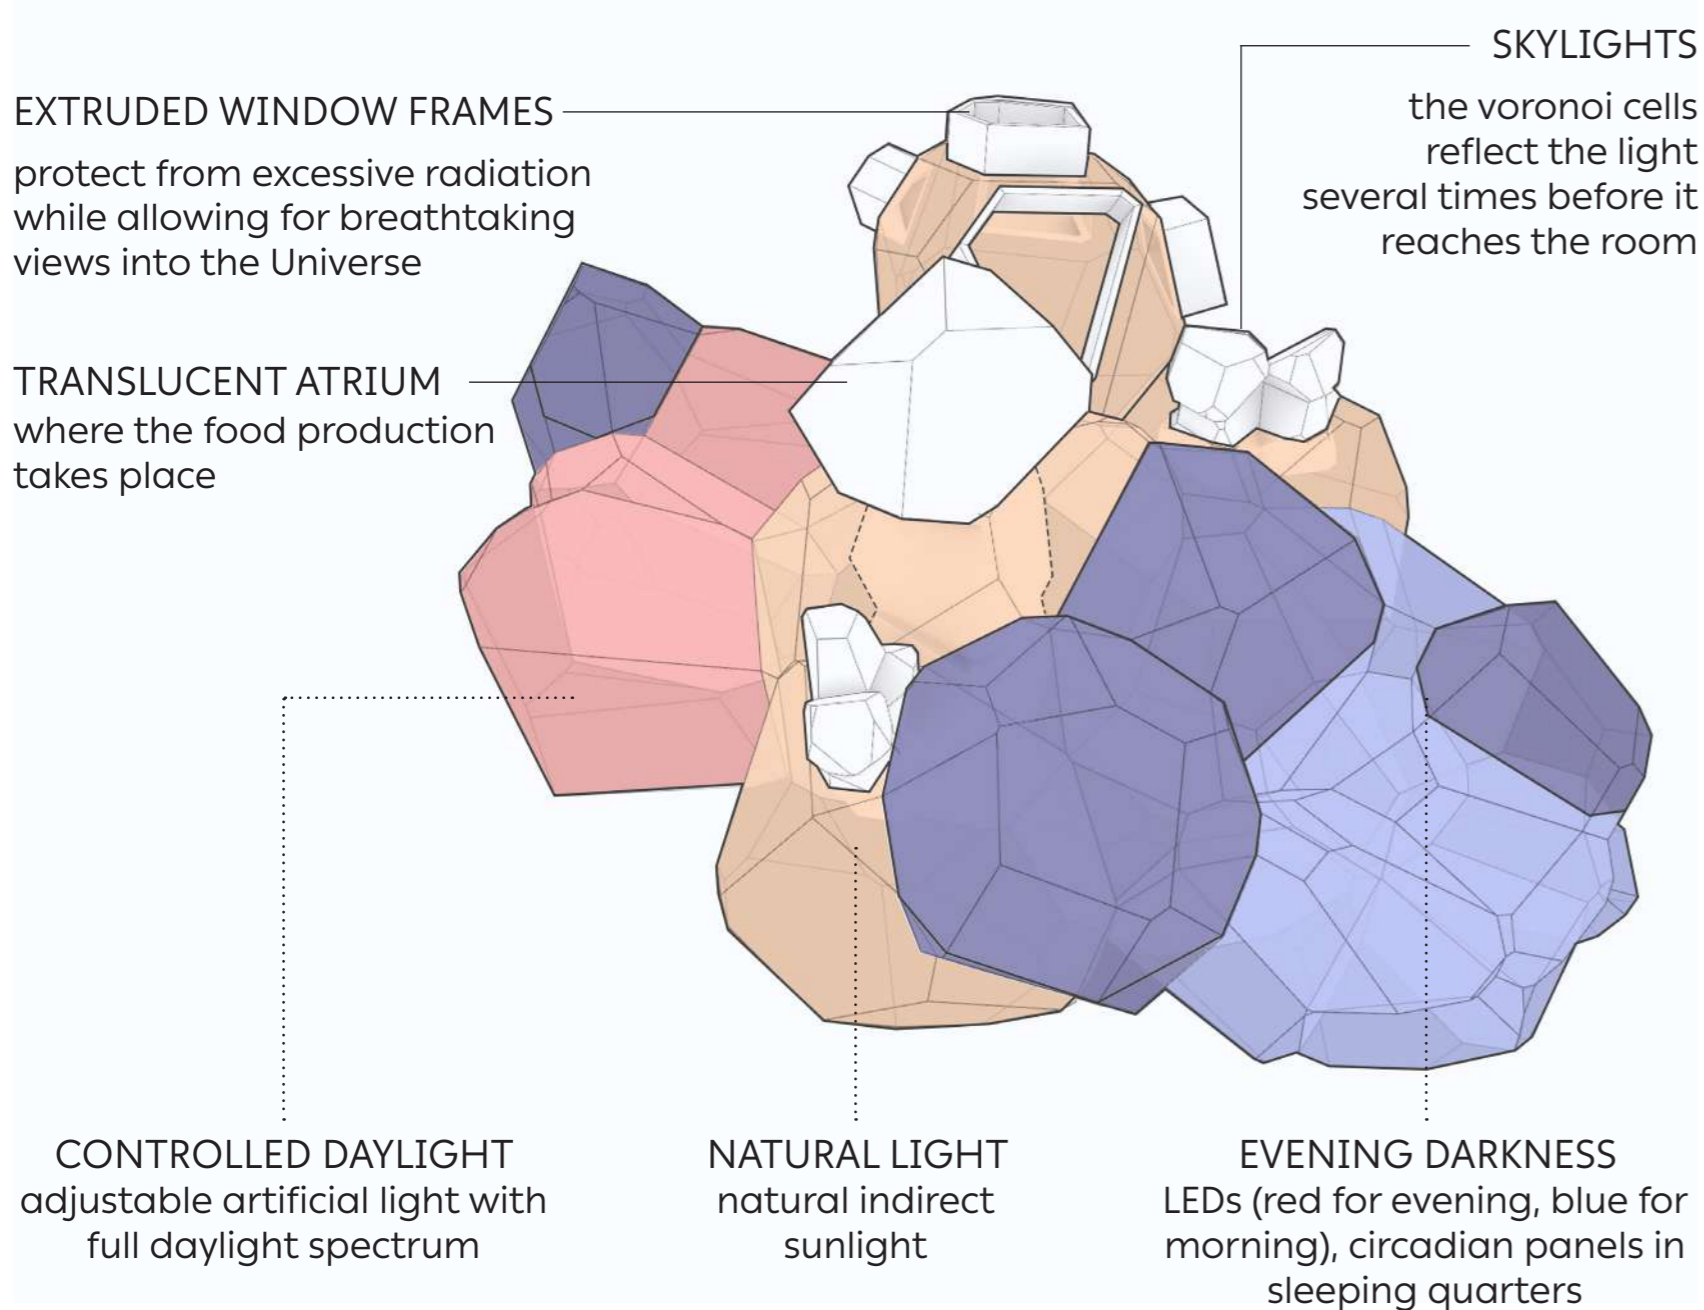 SKYLIGHTS
the voronoi cells
reflect the light
several times before it
reaches the room
EXTRUDED WINDOW FRAMES
protect from excessive radiation
while allowing for breathtaking
views into the Universe
TRANSLUCENT ATRIUM
where the food production
takes place
CONTROLLED DAYLIGHT
adjustable artificial light with
full daylight spectrum
NATURAL LIGHT
natural indirect
sunlight
EVENING DARKNESS
LEDs (red for evening, blue for
morning), circadian panels in
sleeping quarters